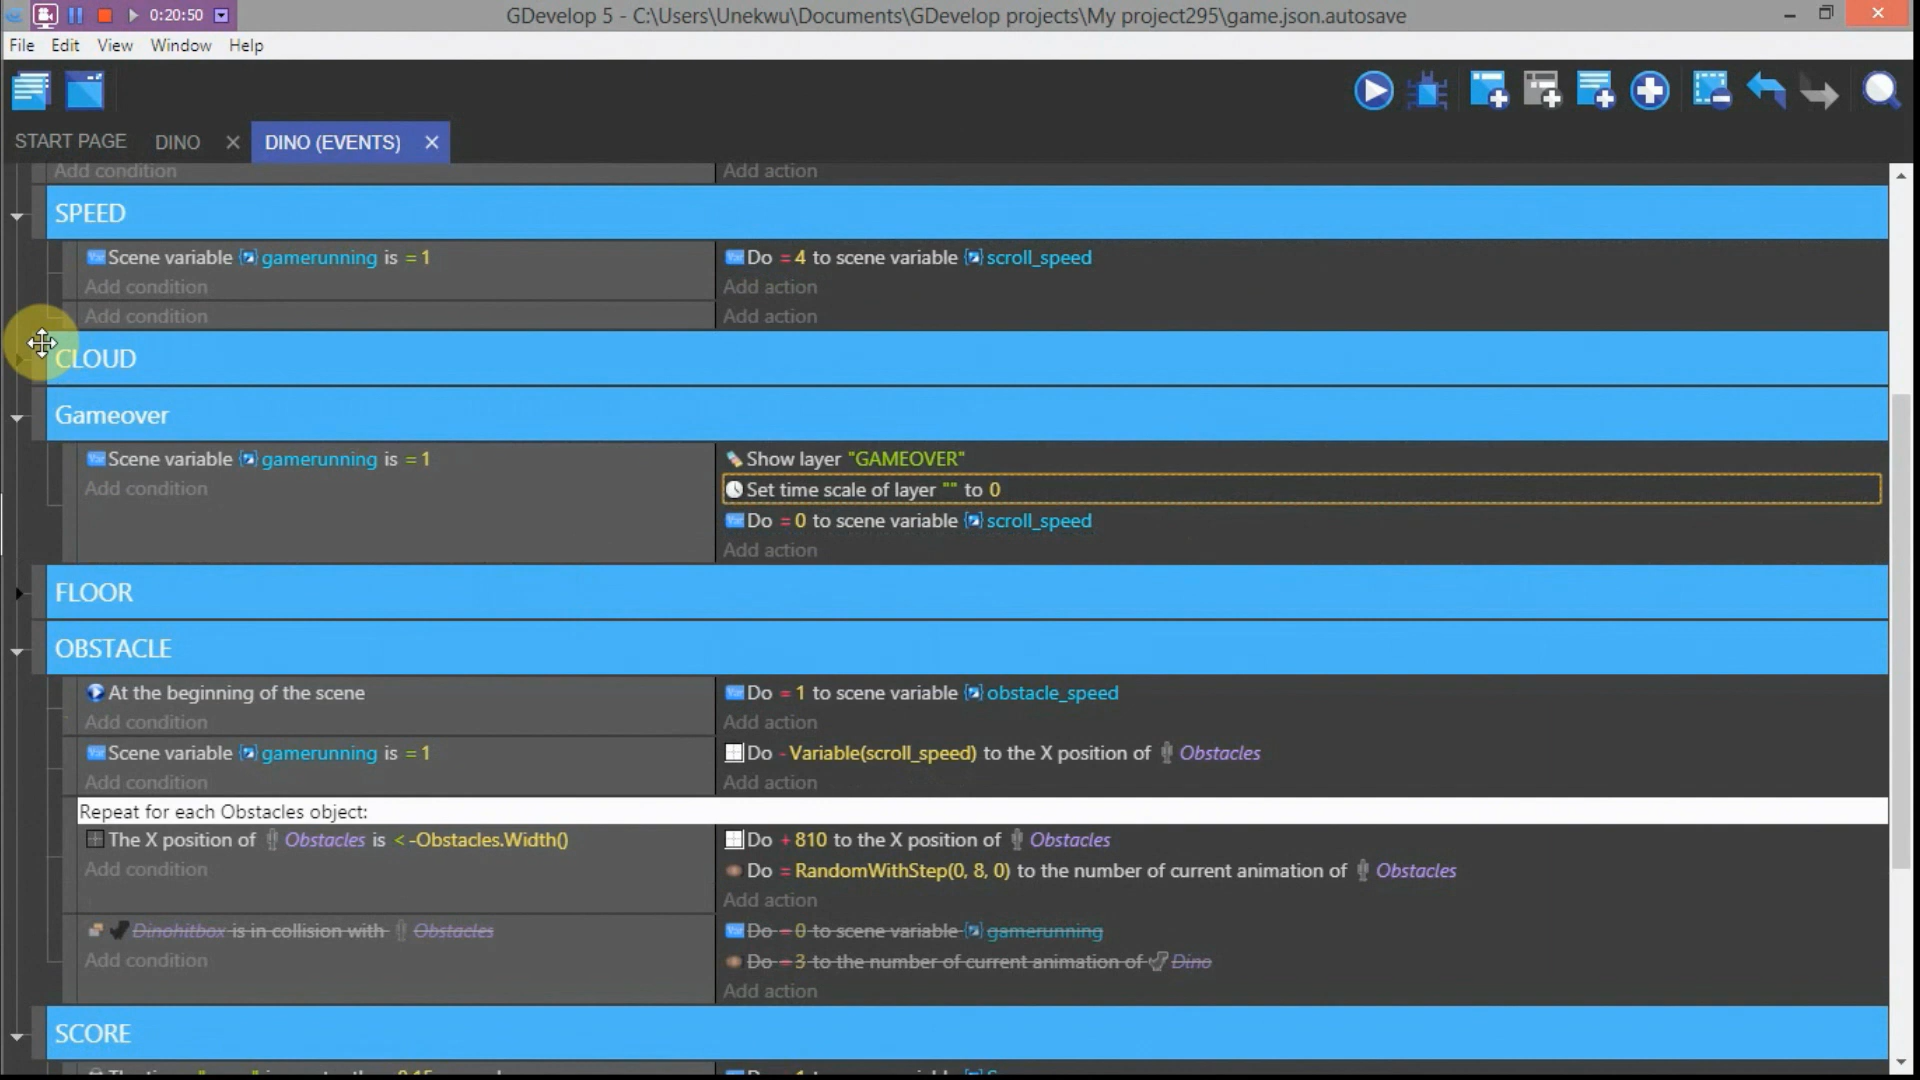 0:20:50
GDevelop 5 - C:\Users\Unekwu\Documents\GDevelop projects\My project295\game.json.autosave
File Edit View Window Help
START PAGE DINO DINO (EVENTS)
Add condition Add action
SPEED
Scene variable gamerunning is = 1 Do = 4 to scene variable scroll_speed
Add condition Add action
Add condition Add action
CLOUD
Gameover
Scene variable gamerunning is = 1 Show layer "GAMEOVER"
Add condition Set time scale of layer "" to 0
Do = 0 to scene variable scroll_speed
Add action
FLOOR
OBSTACLE
At the beginning of the scene Do = 1 to scene variable obstacle_speed
Add condition Add action
Scene variable gamerunning is = 1 Do - Variable(scroll_speed) to the X position of Obstacles
Add condition Add action
Repeat for each Obstacles object:
The X position of Obstacles is < -Obstacles.Width() Do + 810 to the X position of Obstacles
Add condition Do = RandomWithStep(0, 8, 0) to the number of current animation of Obstacles
Add action
Dinohitbox is in collision with Obstacles Do = 0 to scene variable gamerunning
Add condition Do = 3 to the number of current animation of Dino
Add action
SCORE